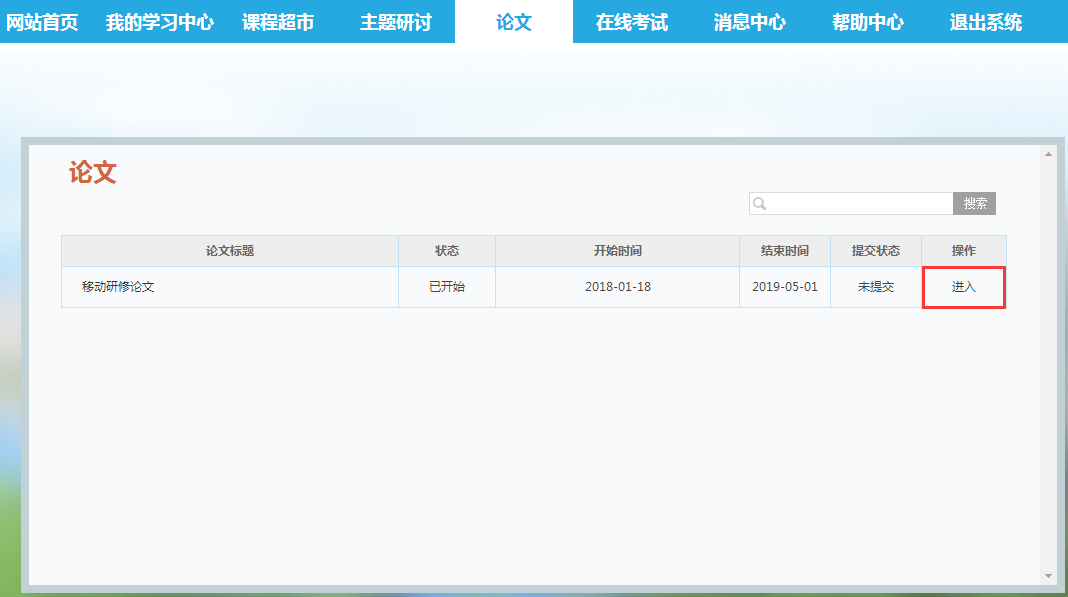 网站首页 我的学习中心 课程超市 主题研讨 论文 在线考试 消息中心 帮助中心 退出系统
论文
搜索
论文标题 状态 开始时间 结束时间 提交状态 操作
移动研修论文 已开始 2018-01-18 2019-05-01 未提交 进入